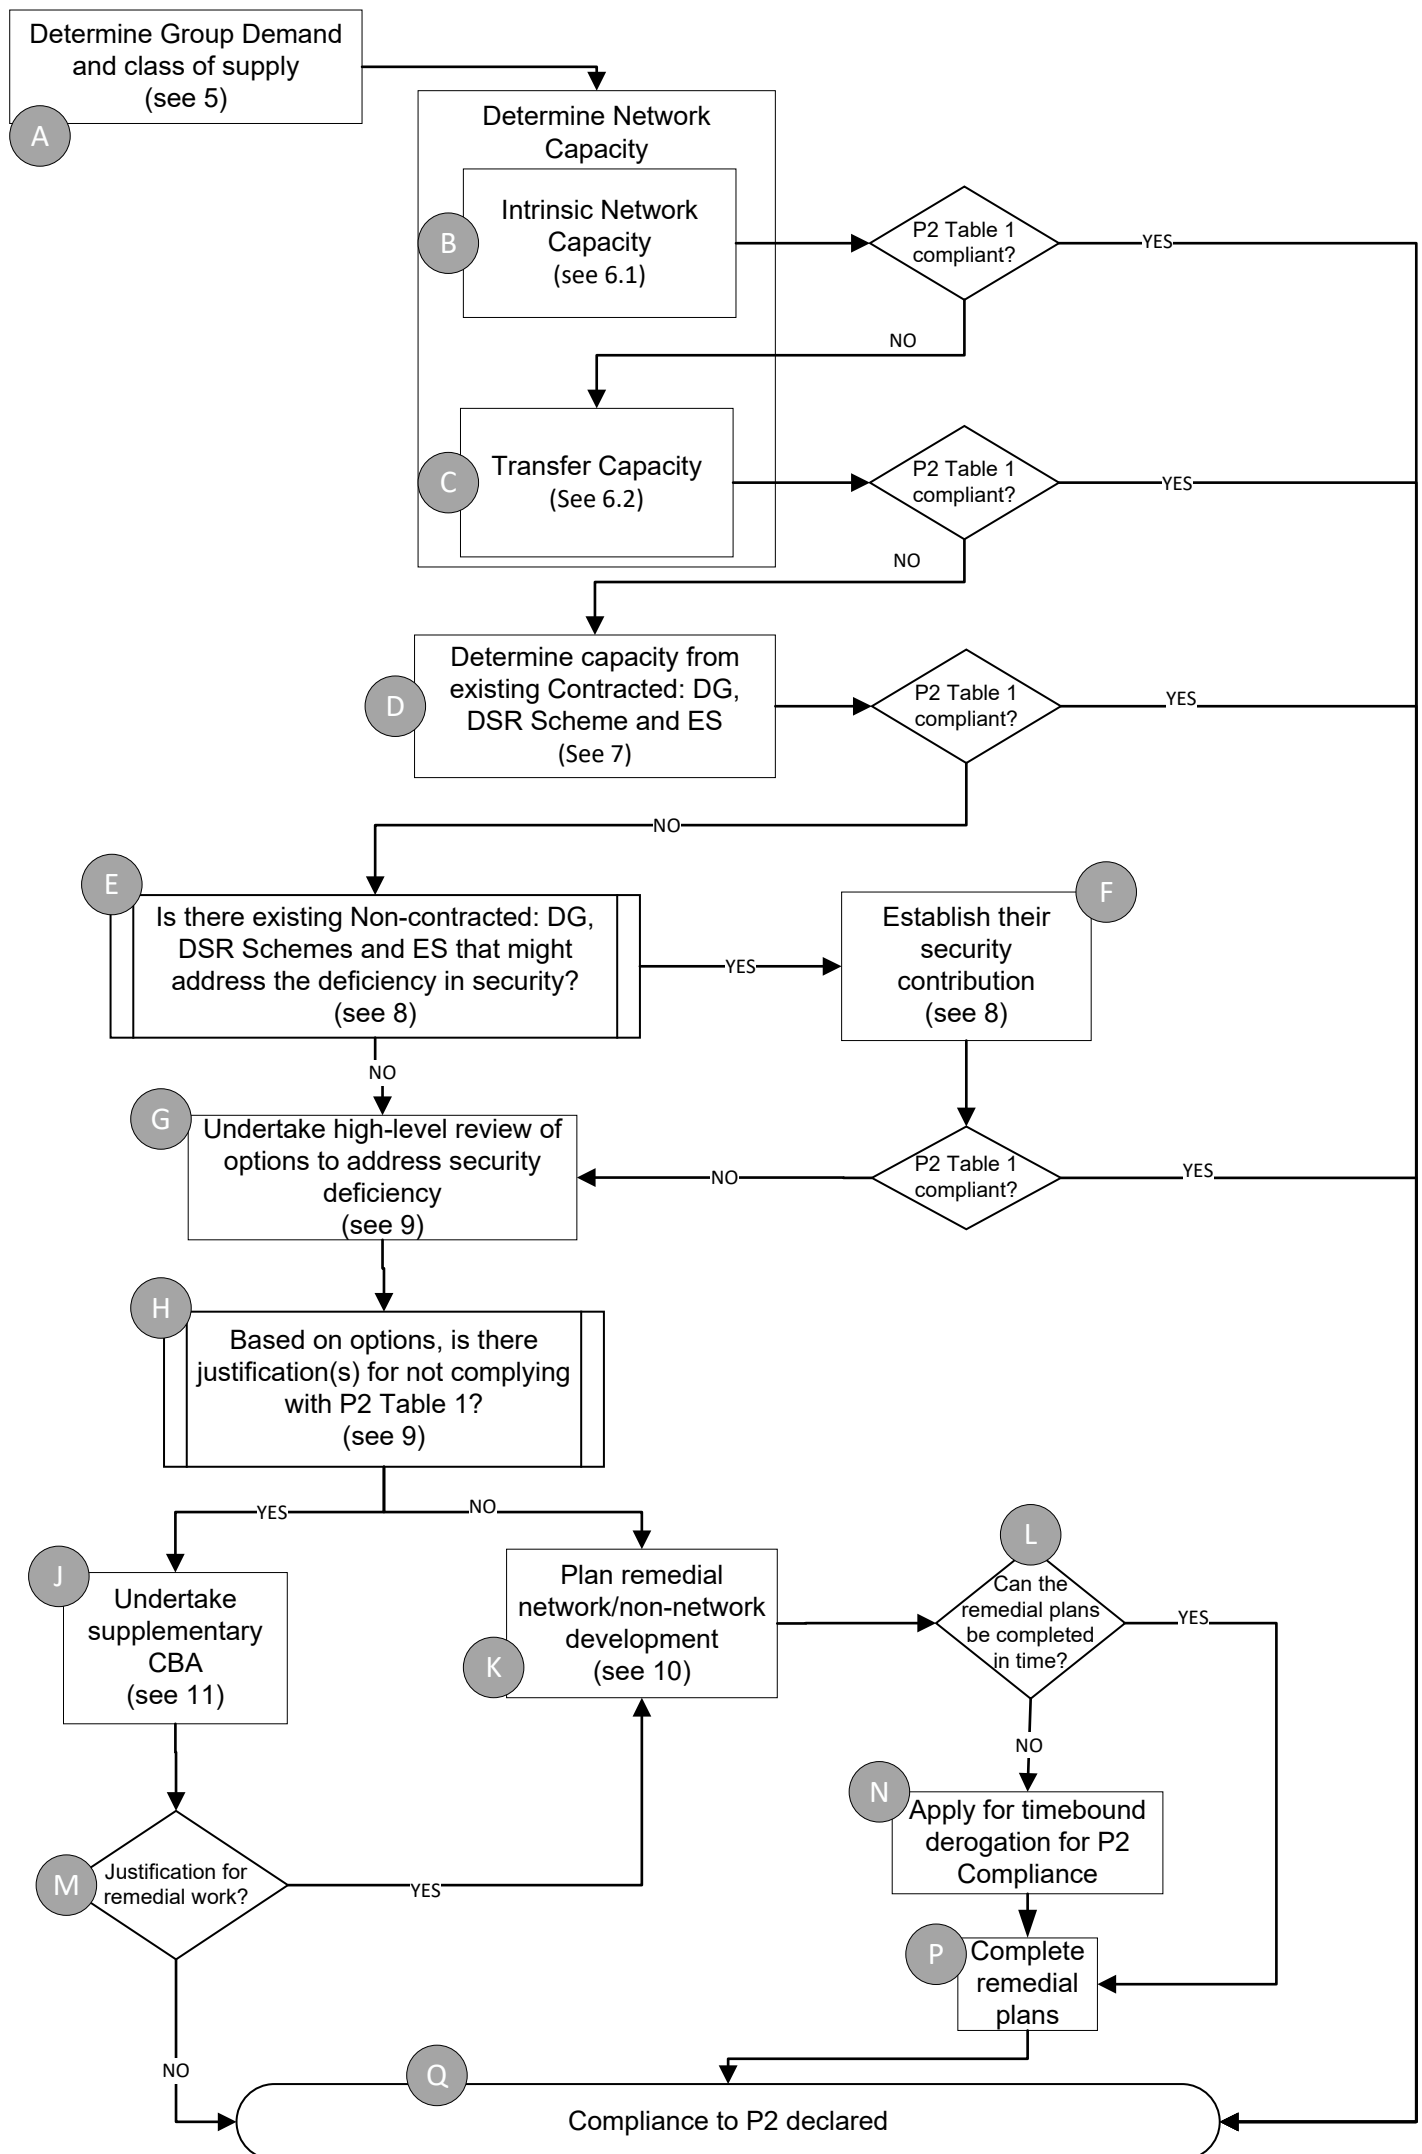 Determine Group Demand
and class of supply
(see 5)
A
Determine Network
Capacity
Intrinsic Network
Capacity
(see 6.1)
B
P2 Table 1
compliant?
YES
NO
Transfer Capacity
(See 6.2)
C
P2 Table 1
compliant?
YES
NO
Determine capacity from
existing Contracted: DG,
DSR Scheme and ES
(See 7)
D
P2 Table 1
compliant?
YES
NO
E
Is there existing Non-contracted: DG,
DSR Schemes and ES that might
address the deficiency in security?
(see 8)
YES
F
Establish their
security
contribution
(see 8)
NO
G
Undertake high-level review of
options to address security
deficiency
(see 9)
NO
P2 Table 1
compliant?
YES
H
Based on options, is there
justification(s) for not complying
with P2 Table 1?
(see 9)
YES
NO
J
Undertake
supplementary
CBA
(see 11)
Plan remedial
network/non-network
development
(see 10)
K
L
Can the
remedial plans
be completed
in time?
YES
NO
M
Justification for
remedial work?
YES
N
Apply for timebound
derogation for P2
Compliance
P
Complete
remedial
plans
NO
Q
Compliance to P2 declared